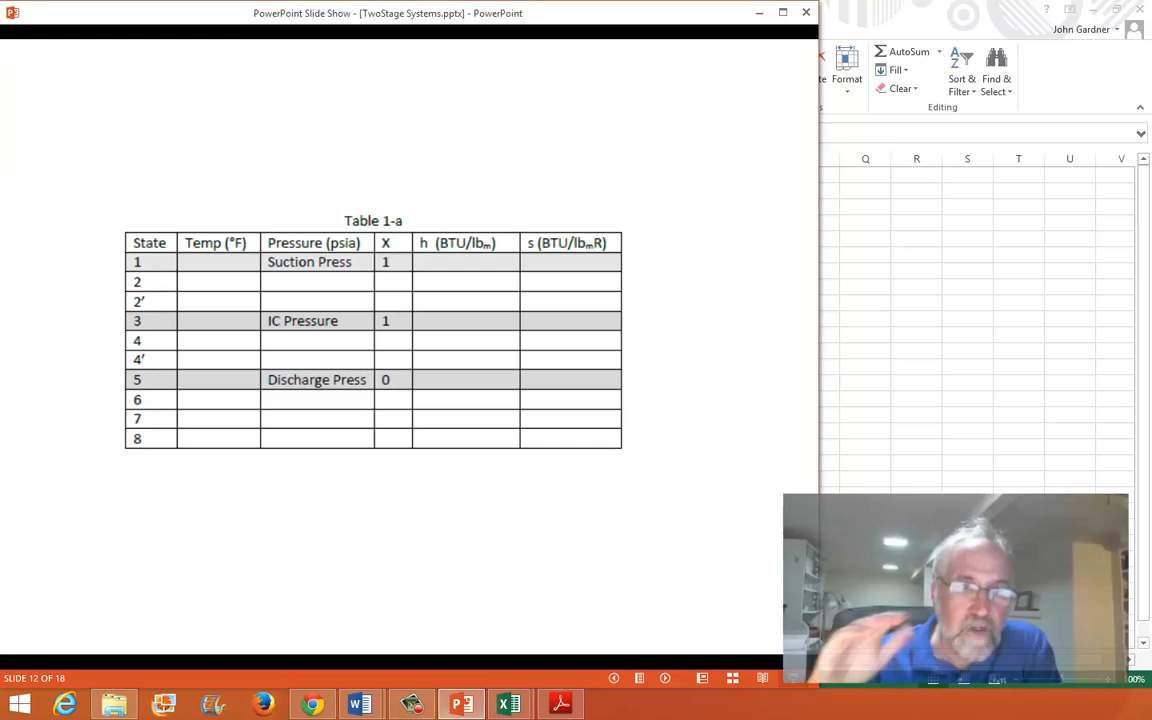 PowerPoint Slide Show - [TwoStage Systems.pptx] - PowerPoint
John Gardner
AutoSum
Fill
Clear
Format
Sort & Filter
Find & Select
Editing
Q R S T U V
Table 1-a
State Temp (°F) Pressure (psia) X h (BTU/lbₘ) s (BTU/lbₘR)
1 Suction Press 1
2
2′
3 IC Pressure 1
4
4′
5 Discharge Press 0
6
7
8
SLIDE 12 OF 18
00%